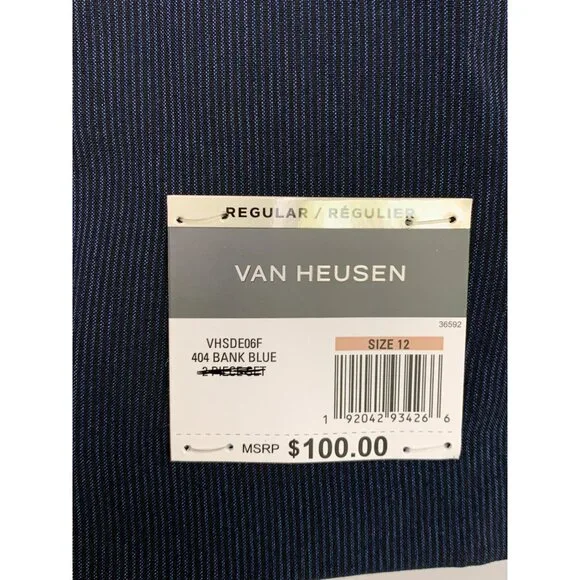 REGULAR / RÉGULIER
VAN HEUSEN
36592
VHSDE06F
404 BANK BLUE
2 PIECE SET
SIZE 12
1 92042 93426 6
MSRP $100.00